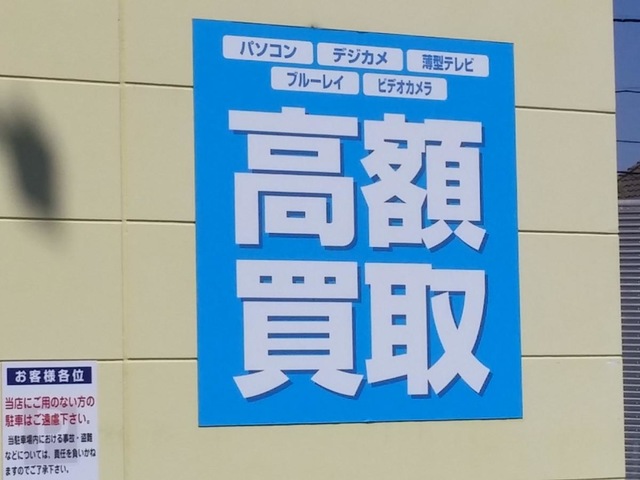 パソコン デジカメ 薄型テレビ
ブルーレイ ビデオカメラ
高額
買取
お客様各位
当店にご用のない方の
駐車はご遠慮下さい。
当駐車場内における事故・盗難
などについては、責任を負いかね
ますのでご了承下さい。